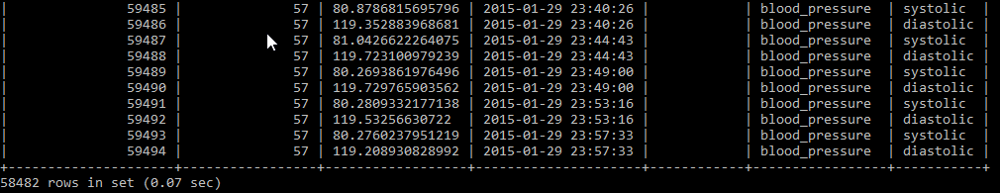 | 59485 | 57 | 80.8786815695796 | 2015-01-29 23:40:26 | | blood_pressure | systolic |
| 59486 | 57 | 119.352883968681 | 2015-01-29 23:40:26 | | blood_pressure | diastolic |
| 59487 | 57 | 81.0426622264075 | 2015-01-29 23:44:43 | | blood_pressure | systolic |
| 59488 | 57 | 119.723100979239 | 2015-01-29 23:44:43 | | blood_pressure | diastolic |
| 59489 | 57 | 80.2693861976496 | 2015-01-29 23:49:00 | | blood_pressure | systolic |
| 59490 | 57 | 119.729765903562 | 2015-01-29 23:49:00 | | blood_pressure | diastolic |
| 59491 | 57 | 80.2809332177138 | 2015-01-29 23:53:16 | | blood_pressure | systolic |
| 59492 | 57 | 119.53256630722 | 2015-01-29 23:53:16 | | blood_pressure | diastolic |
| 59493 | 57 | 80.2760237951219 | 2015-01-29 23:57:33 | | blood_pressure | systolic |
| 59494 | 57 | 119.208930828992 | 2015-01-29 23:57:33 | | blood_pressure | diastolic |
58482 rows in set (0.07 sec)